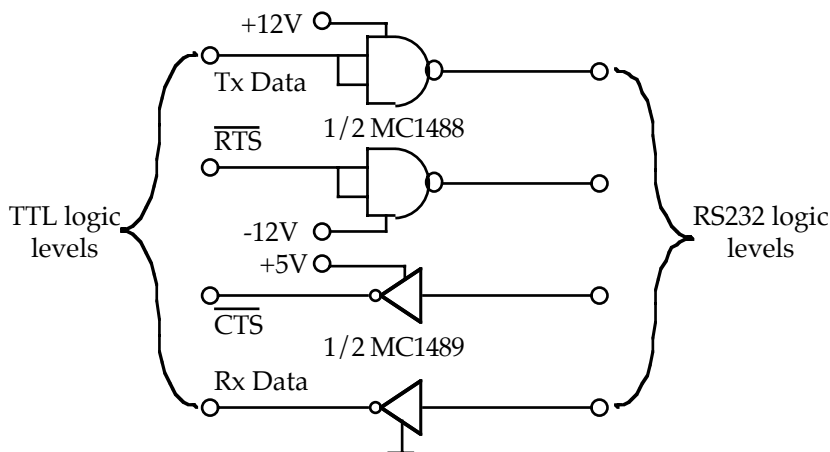 +12V
Tx Data
1/2 MC1488
RTS
TTL logic
levels
RS232 logic
levels
-12V
+5V
CTS
1/2 MC1489
Rx Data